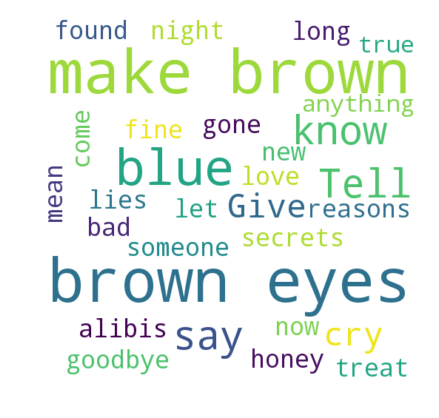 found night long
true
make brown
anything
come fine gone know
new
blue love Tell
mean lies let Give reasons
bad secrets
someone
brown eyes
alibis say now cry
goodbye honey treat